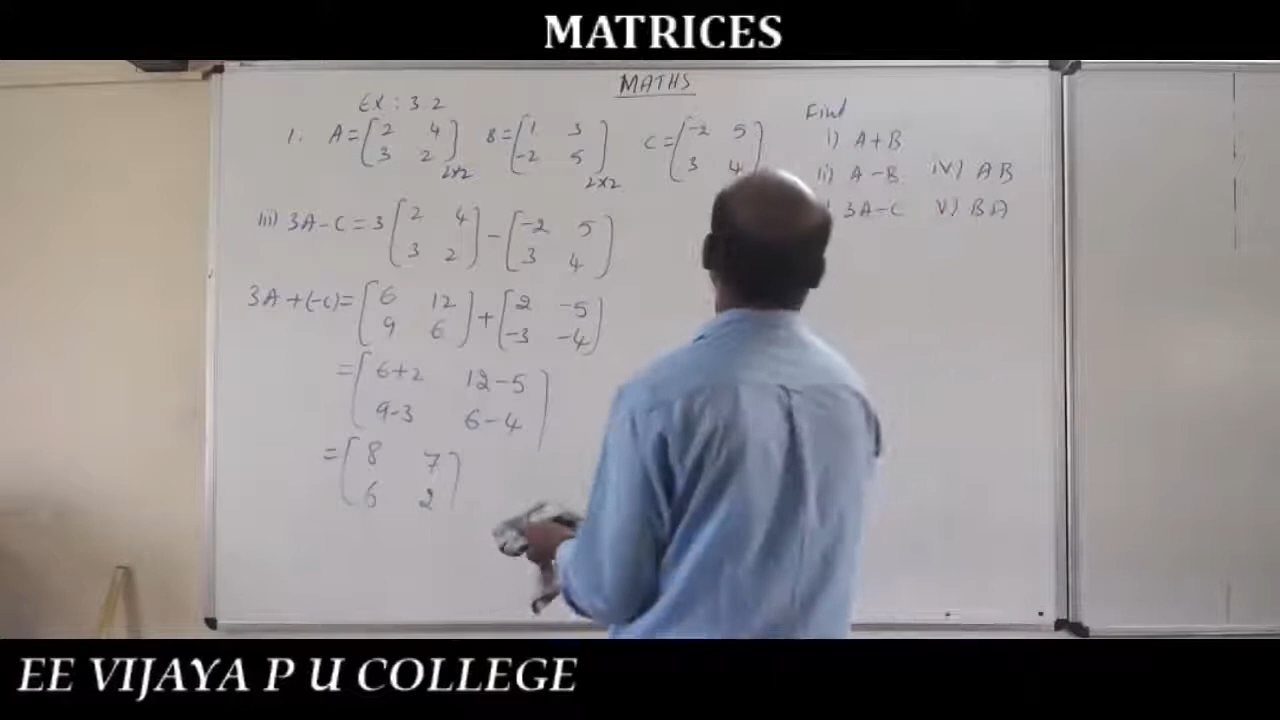 MATRICES
MATHS
EX : 3.2
1. A = [2 4 B = [1 3 C = [-2 5 Find
3 2] 2x2 -2 5] 2x2 3 4] i) A+B
ii) A-B iv) AB
iii) 3A-C = 3 [2 4 - [-2 5 3A-C v) BA
3 2] 3 4]
3A+(-C) = [6 12 + [2 -5
9 6] -3 -4]
= [6+2 12-5
9-3 6-4]
= [8 7
6 2]
EE VIJAYA P U COLLEGE